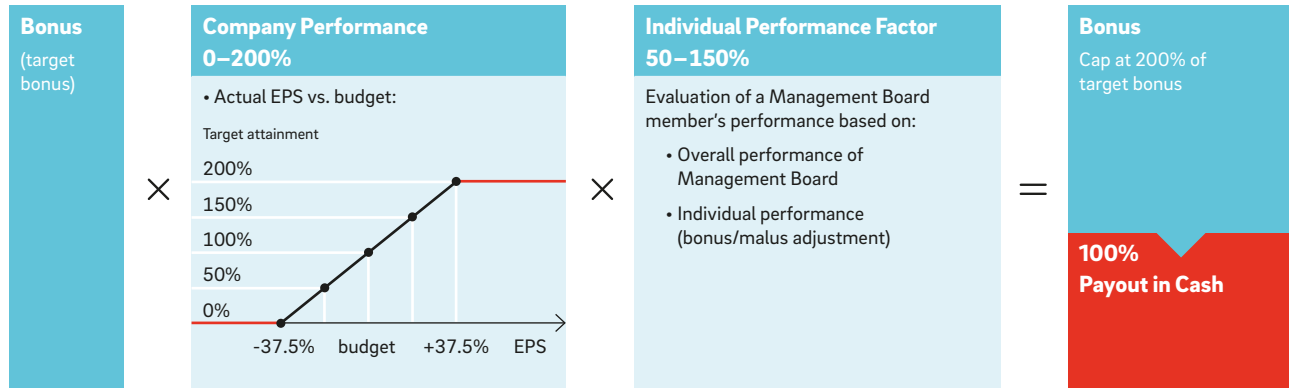 Bonus
(target
bonus)
×
Company Performance
0–200%
• Actual EPS vs. budget:
Target attainment
200%
150%
100%
50%
0%
-37.5% budget +37.5% EPS
×
Individual Performance Factor
50–150%
Evaluation of a Management Board
member’s performance based on:
• Overall performance of
Management Board
• Individual performance
(bonus/malus adjustment)
=
Bonus
Cap at 200% of
target bonus
100%
Payout in Cash